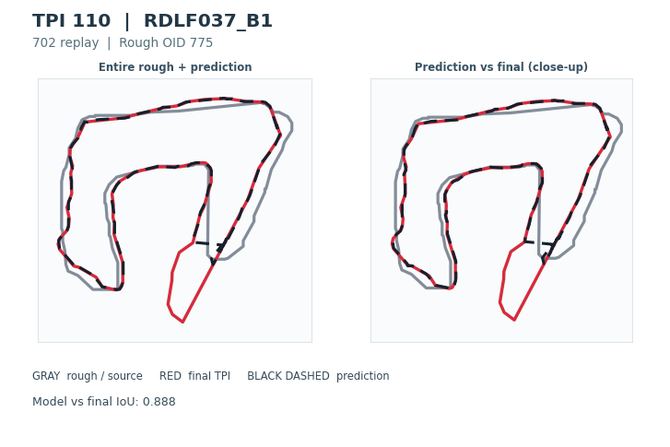 TPI 110 | RDLF037_B1
702 replay | Rough OID 775
Entire rough + prediction
Prediction vs final (close-up)
GRAY rough / source RED final TPI BLACK DASHED prediction
Model vs final IoU: 0.888